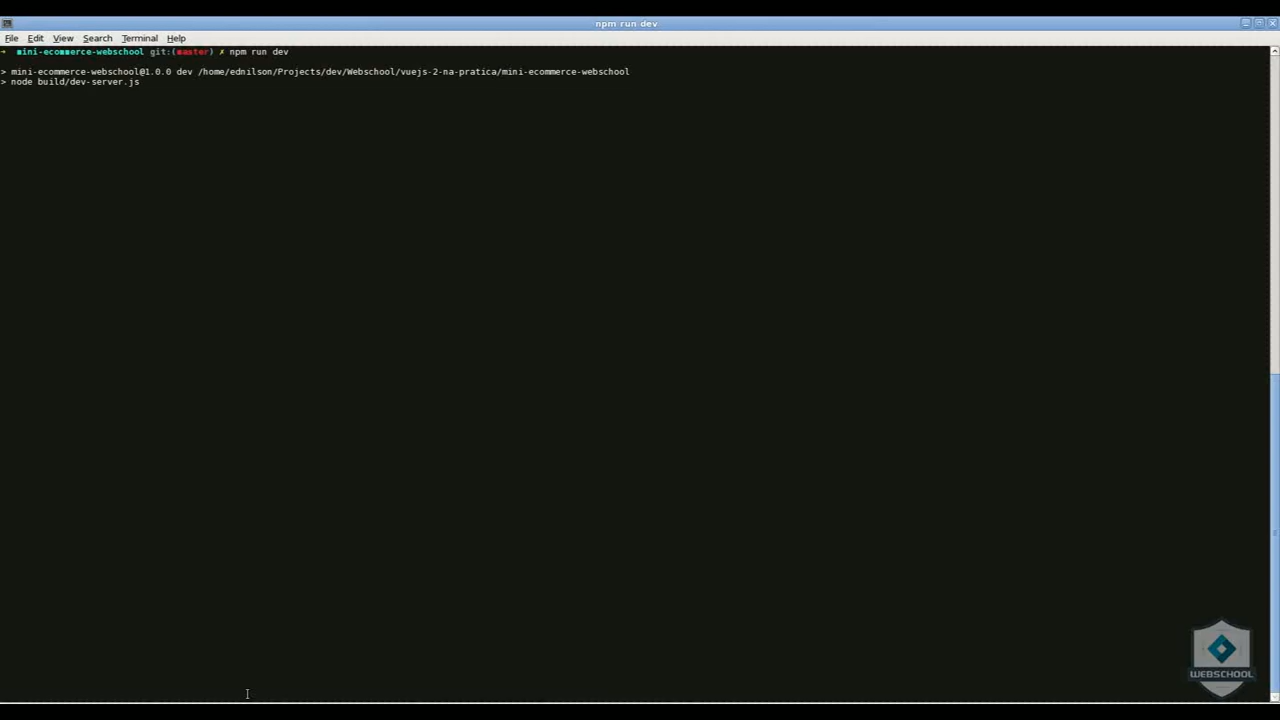 npm run dev
File Edit View Search Terminal Help
→ mini-ecommerce-webschool git:(master) ✗ npm run dev
> mini-ecommerce-webschool@1.0.0 dev /home/ednilson/Projects/dev/Webschool/vuejs-2-na-pratica/mini-ecommerce-webschool
> node build/dev-server.js
WEBSCHOOL